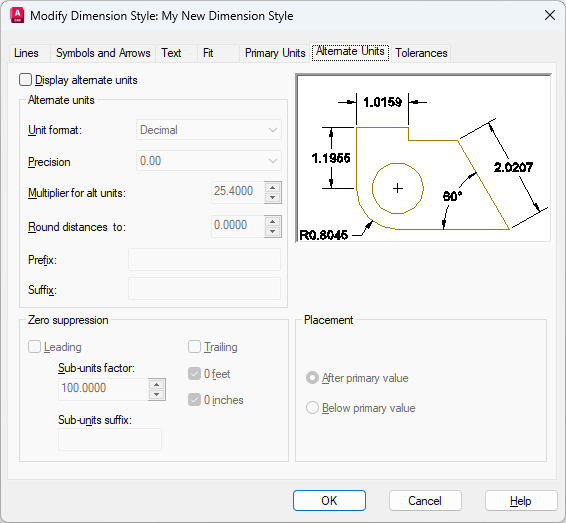 Modify Dimension Style: My New Dimension Style
Lines Symbols and Arrows Text Fit Primary Units Alternate Units Tolerances
Display alternate units
Alternate units
Unit format: Decimal
Precision 0.00
Multiplier for alt units: 25.4000
Round distances to: 0.0000
Prefix:
Suffix:
1.0159
1.1955
2.0207
60°
R0.8045
Zero suppression
Leading
Sub-units factor:
100.0000
Sub-units suffix:
Trailing
0 feet
0 inches
Placement
After primary value
Below primary value
OK Cancel Help